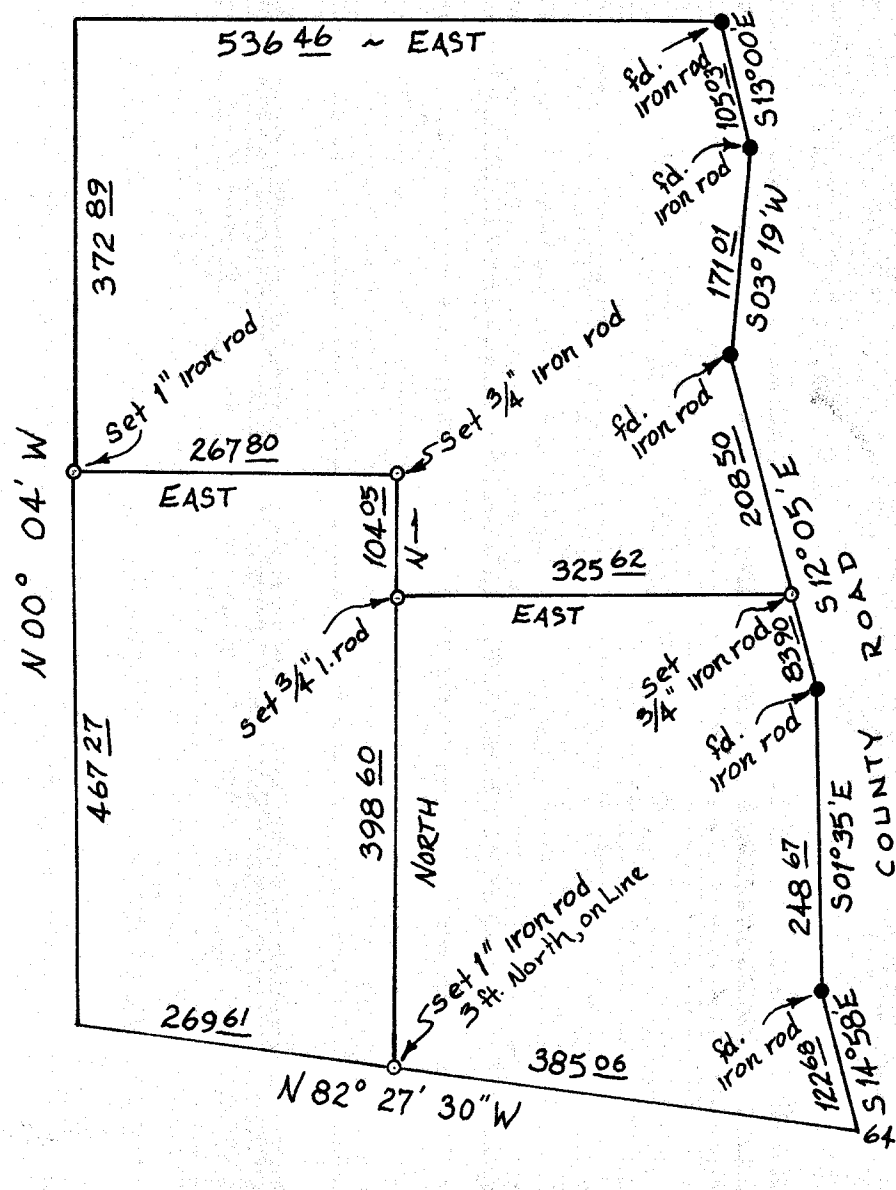 536 46 ~ EAST
fd.
Iron rod
105 03
S13°00'E
fd.
Iron rod
372 89
171 01
S03°19'W
Set 1" Iron rod
Set 3/4" Iron rod
fd.
Iron rod
267 80
EAST
N 00° 04' W
104 05
N—
208 50
S12°05'E
325 62
EAST
COUNTY ROAD
Set 3/4" I. rod
Set
3/4" Iron rod
83 90
fd.
Iron rod
467 27
398 60
NORTH
248 67
S01°35'E
Set 1" Iron rod
3 ft. North, on Line
269 61
385 06
N 82° 27' 30" W
fd.
Iron rod
122 68
S14°58'E
64